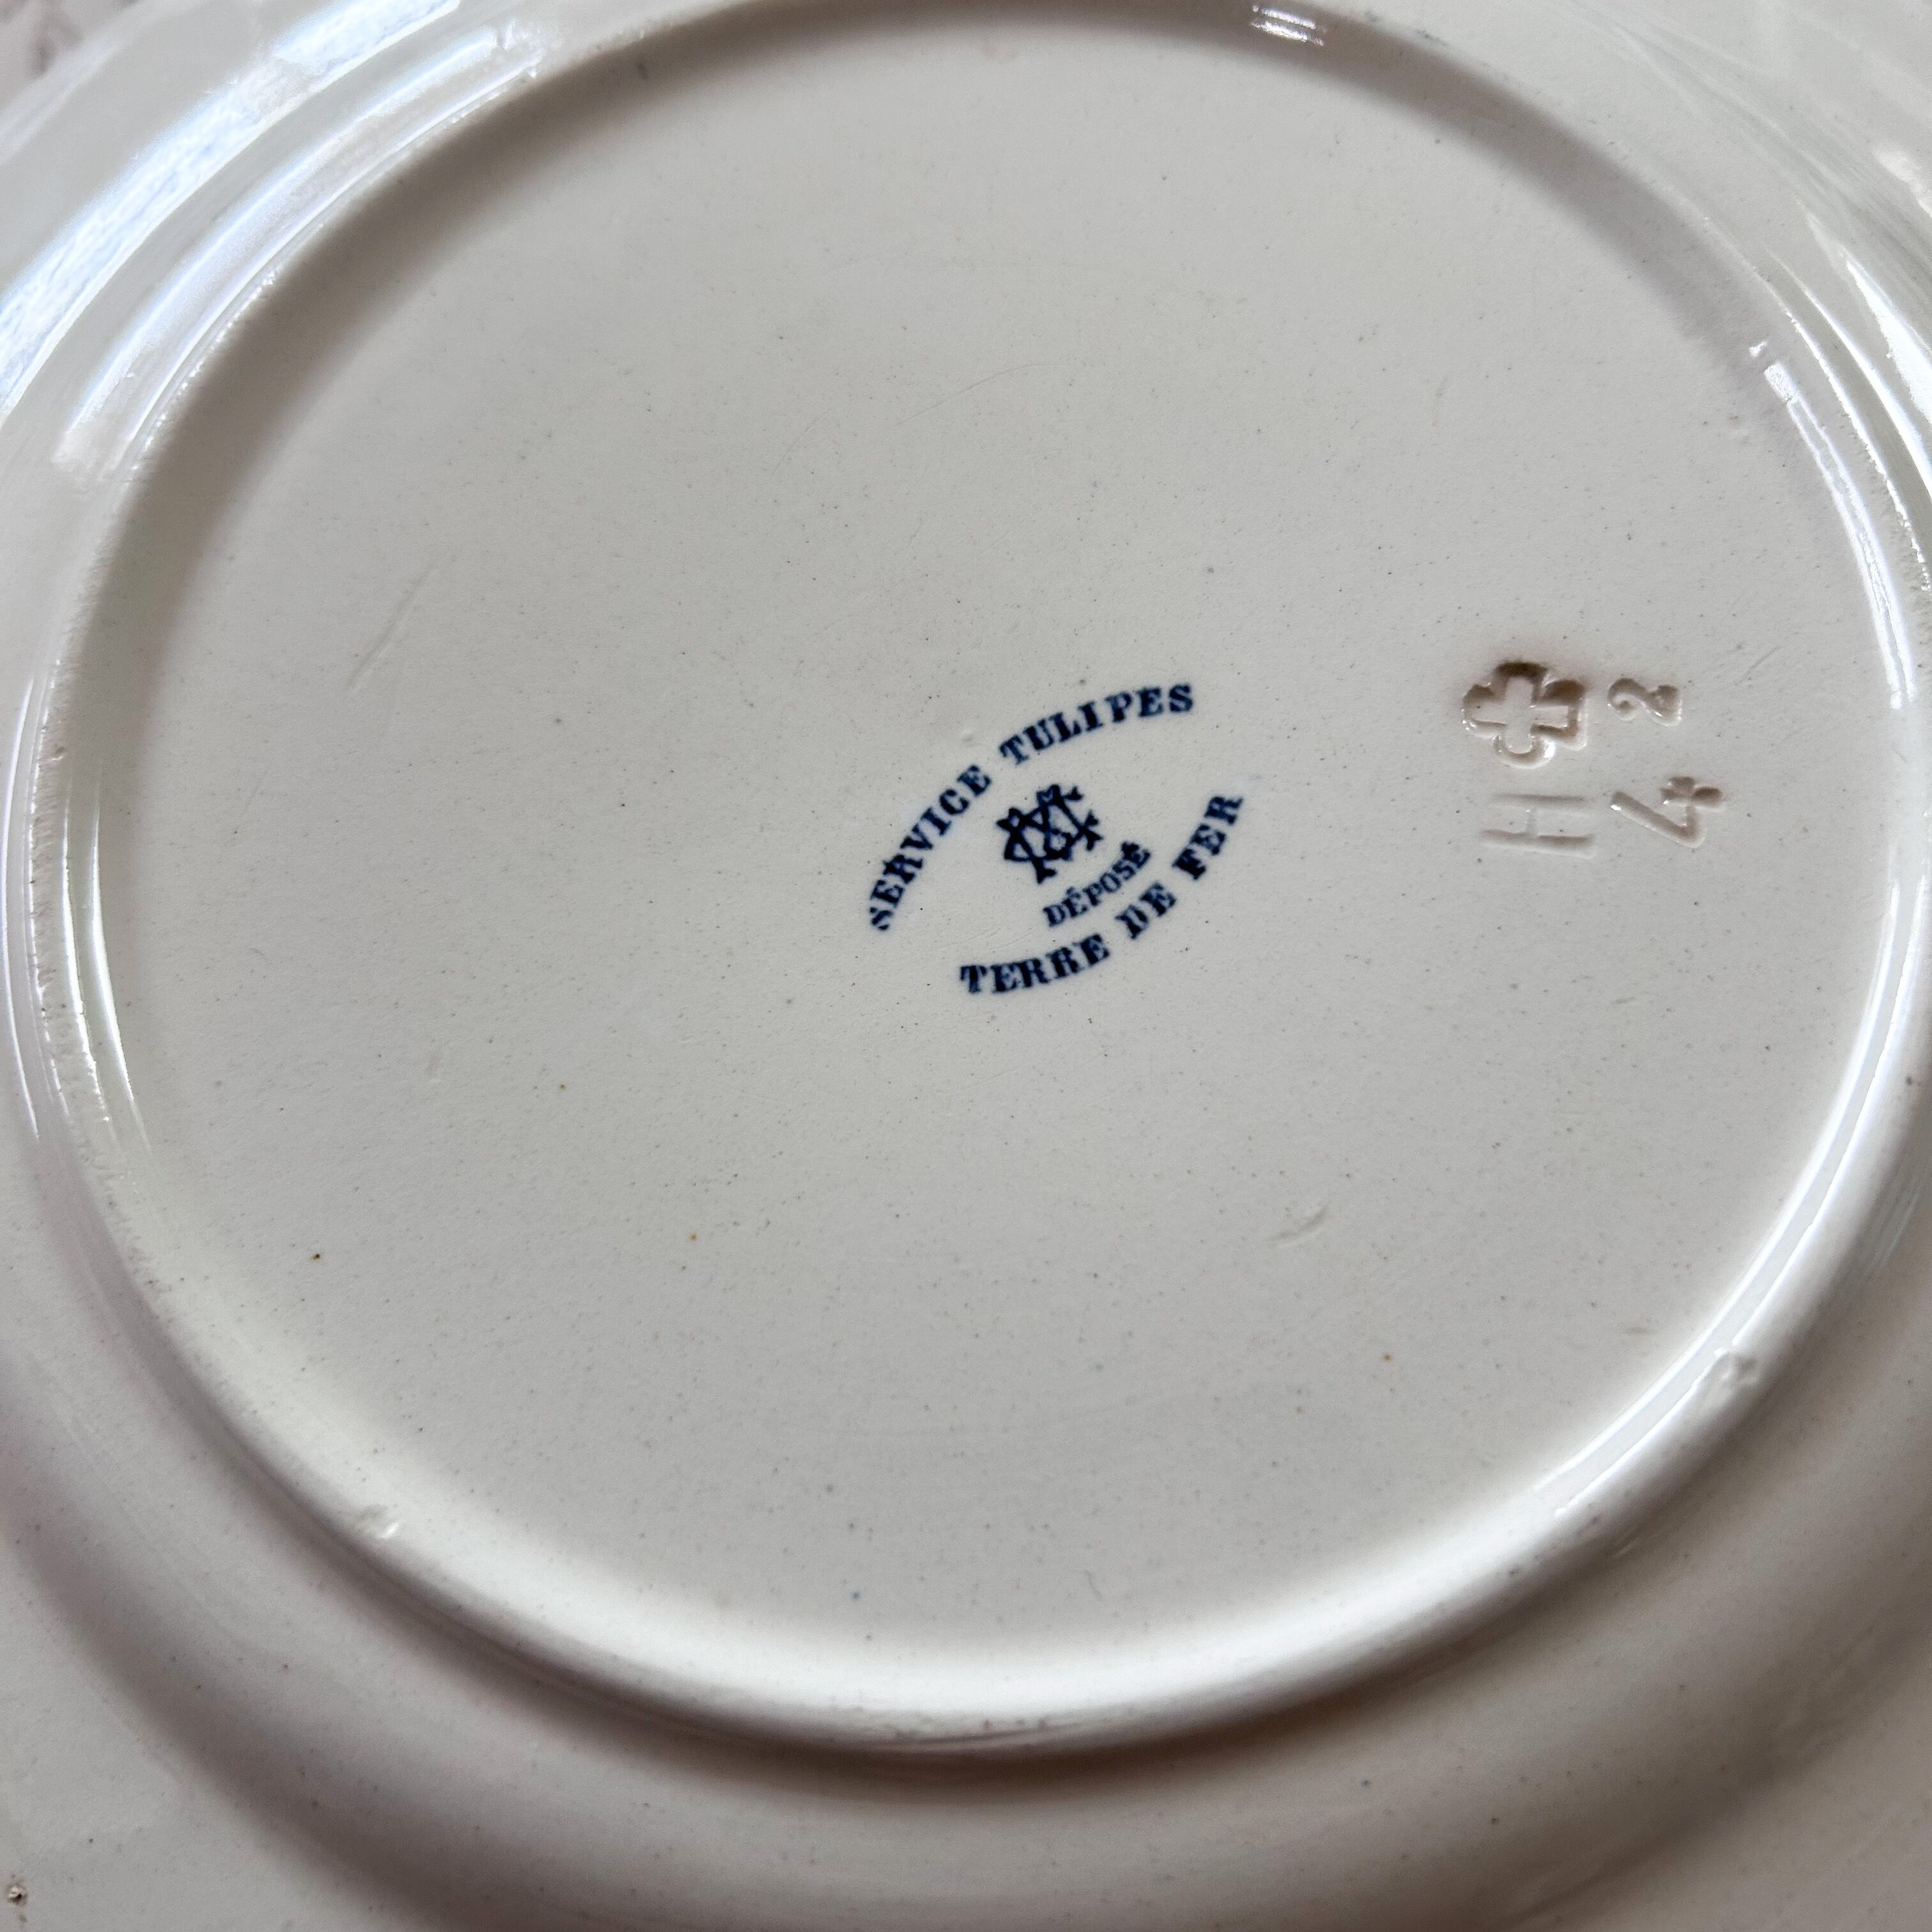 SERVICE TULIPES
DÉPOSÉ
TERRE DE FER
H
2
4